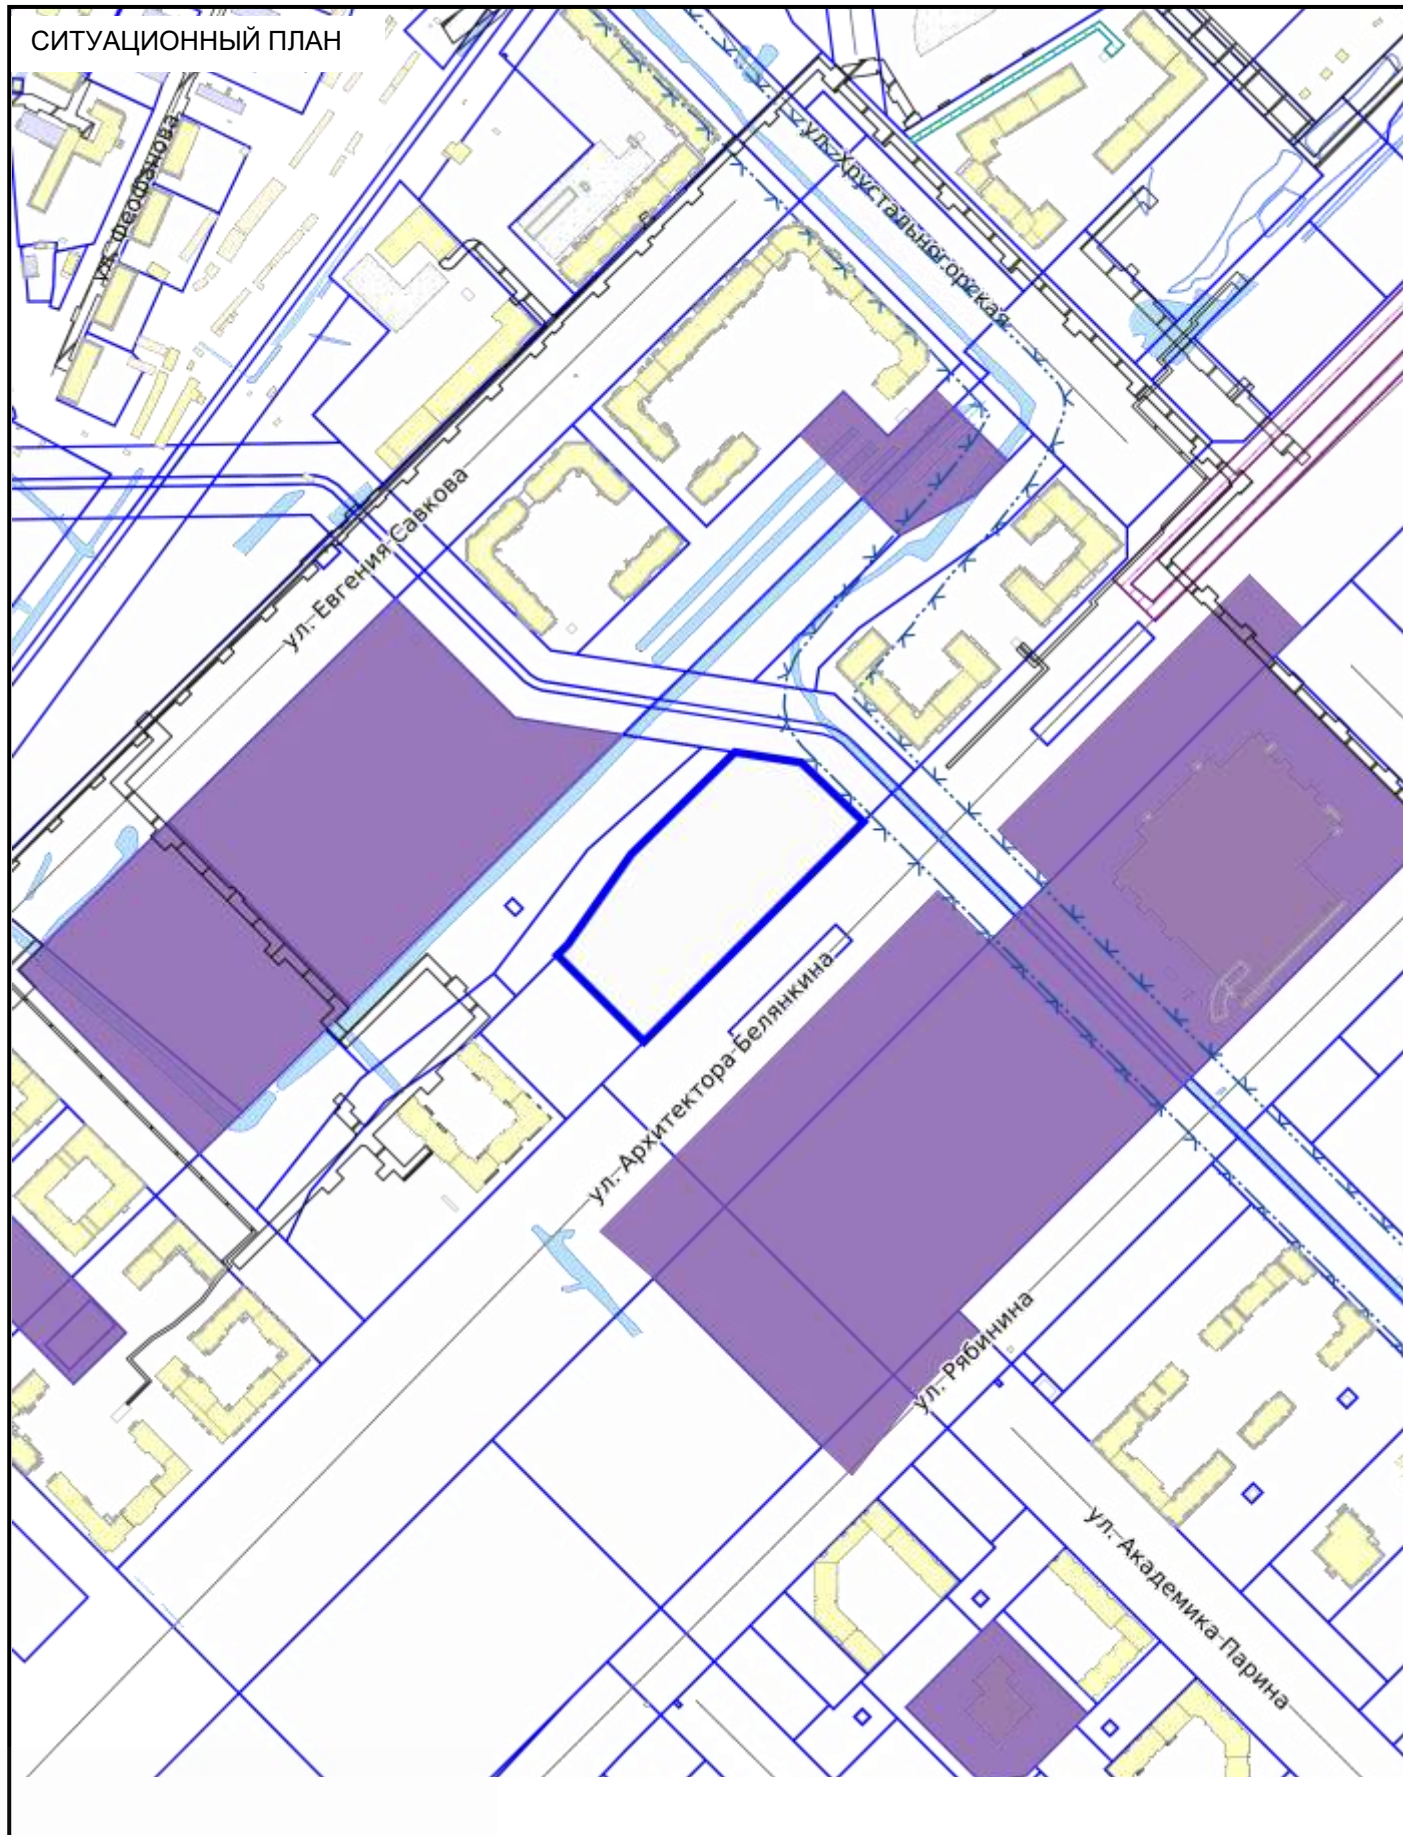 СИТУАЦИОННЫЙ ПЛАН
ул. Феофанова
ул. Хрустальногорская
ул. Евгения Савкова
ул. Архитектора Белянкина
ул. Рябинина
ул. Академика Парина